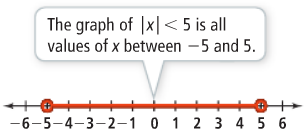 The graph of |x| < 5 is all
values of x between −5 and 5.
−6 −5 −4 −3 −2 −1 0 1 2 3 4 5 6